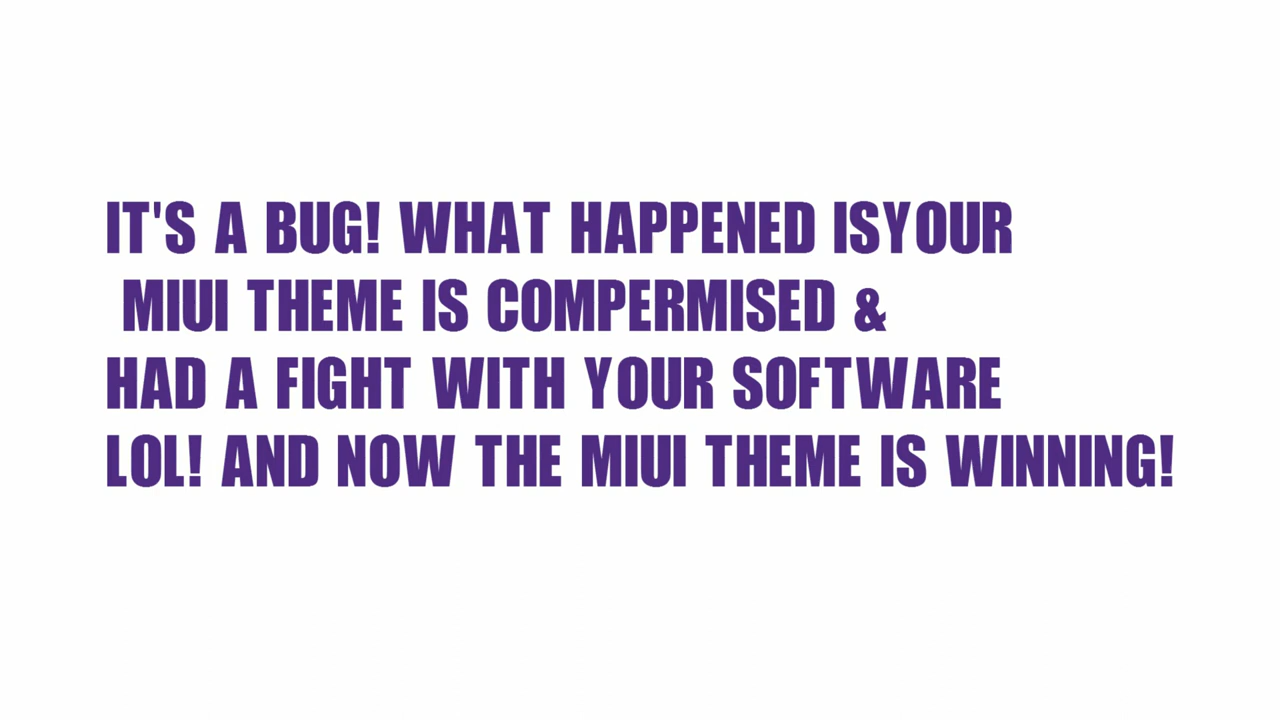 IT'S A BUG! WHAT HAPPENED ISYOUR
MIUI THEME IS COMPERMISED &
HAD A FIGHT WITH YOUR SOFTWARE
LOL! AND NOW THE MIUI THEME IS WINNING!